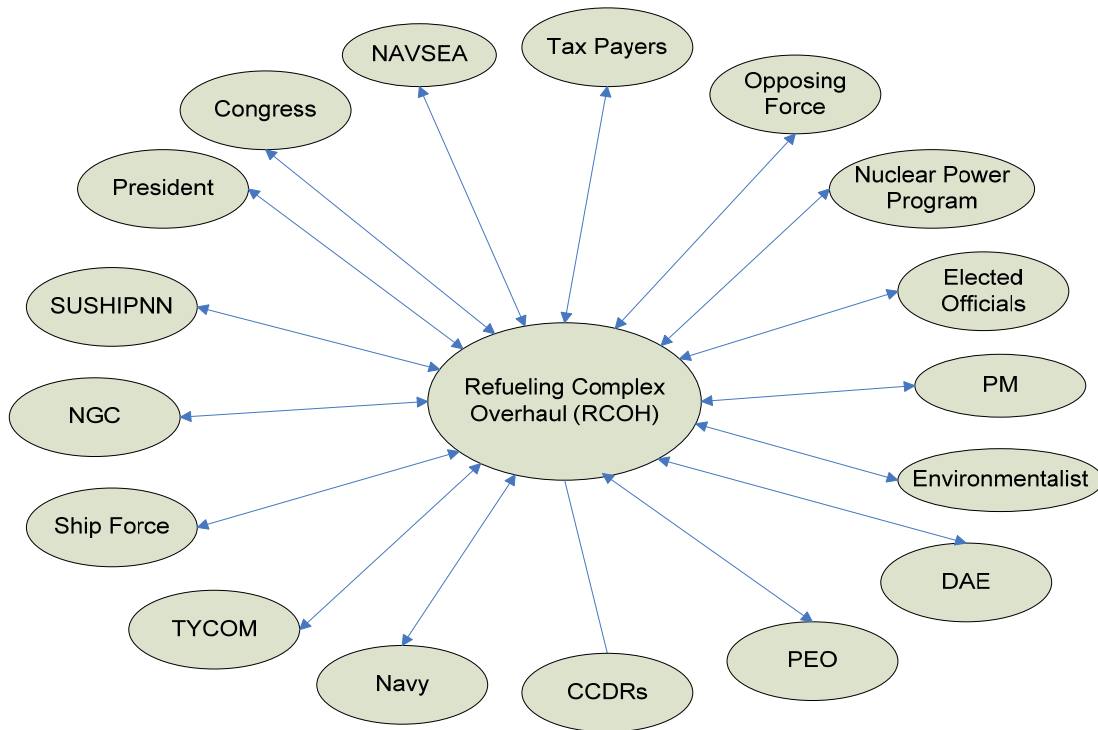 Tax Payers
NAVSEA
Opposing
Force
Congress
Nuclear Power
Program
President
Elected
Officials
SUSHIPNN
PM
Refueling Complex
Overhaul (RCOH)
NGC
Environmentalist
Ship Force
DAE
TYCOM
PEO
Navy
CCDRs